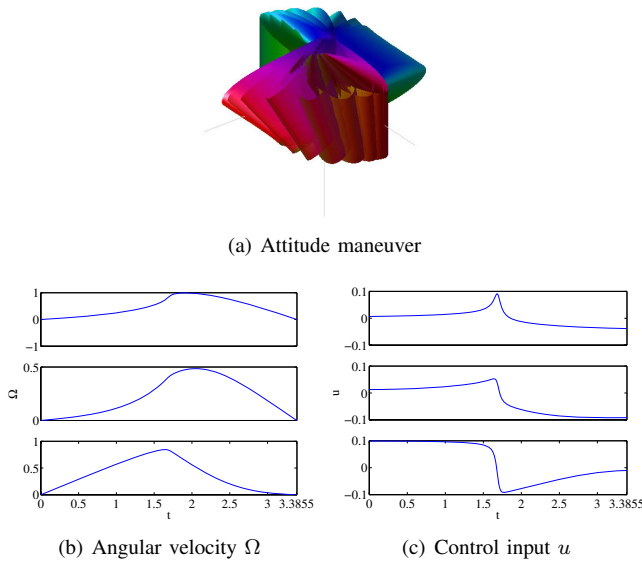 (a) Attitude maneuver
1
0
−1
0.5
Ω
0
1
0.5
0
0 0.5 1 1.5 2 2.5 3 3.3855
t
(b) Angular velocity Ω
0.1
0
−0.1
0.1
u
0
−0.1
0.1
0
−0.1
0 0.5 1 1.5 2 2.5 3 3.3855
t
(c) Control input u